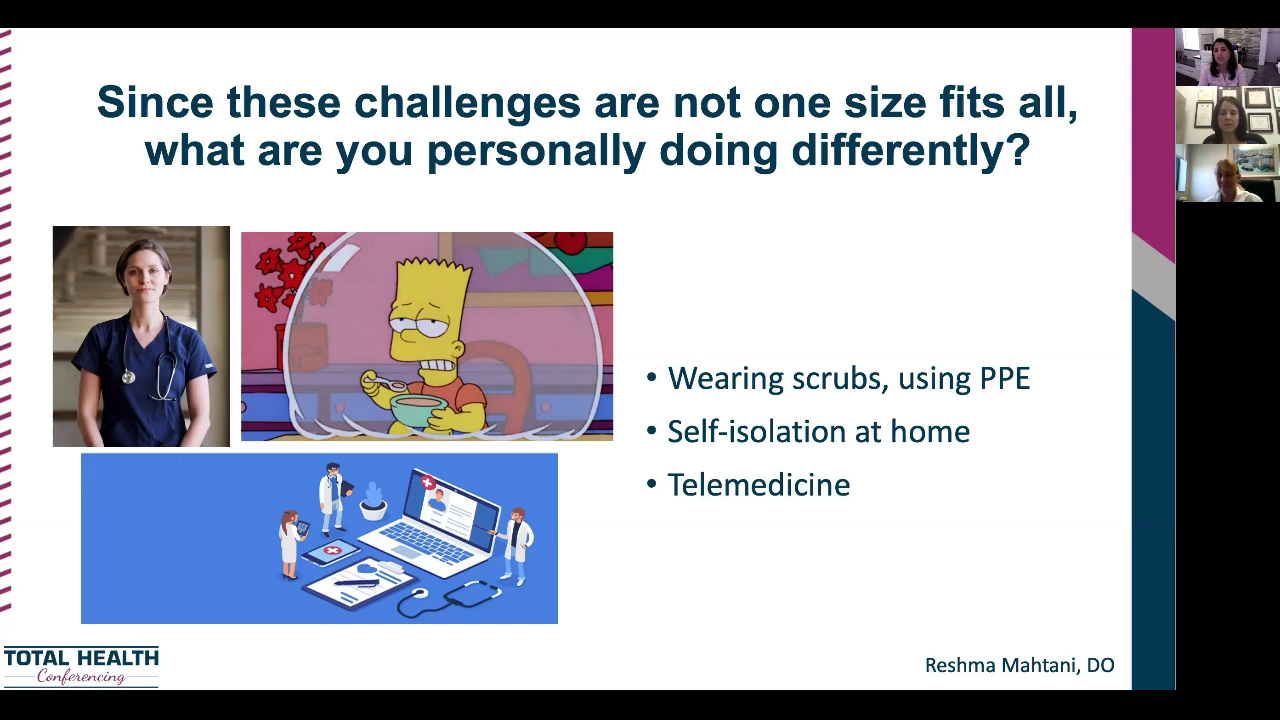 Since these challenges are not one size fits all,
what are you personally doing differently?
• Wearing scrubs, using PPE
• Self-isolation at home
• Telemedicine
TOTAL HEALTH
Conferencing
Reshma Mahtani, DO